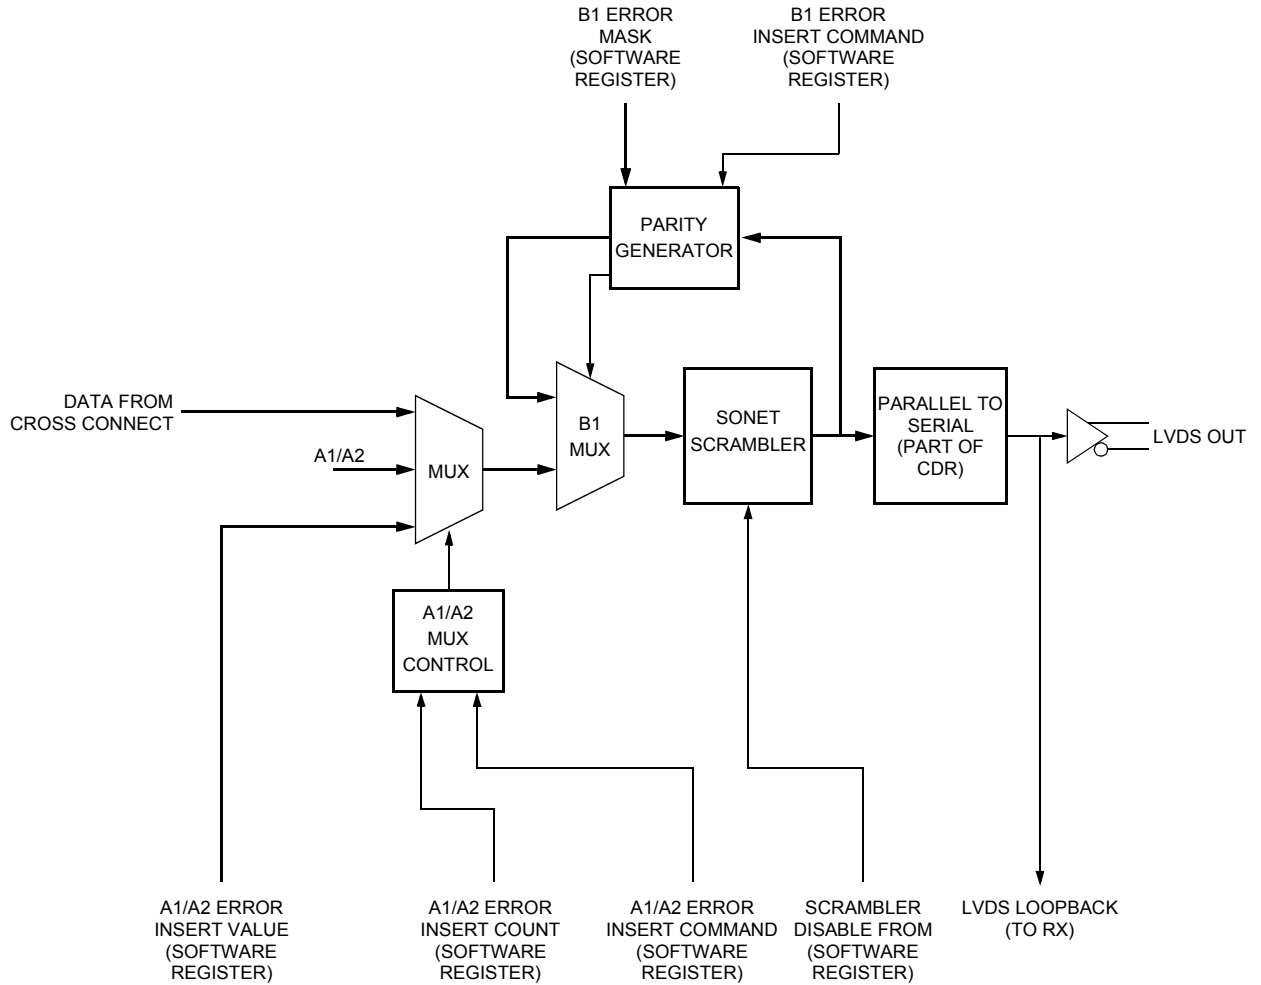 B1 ERROR
MASK
(SOFTWARE
REGISTER)
B1 ERROR
INSERT COMMAND
(SOFTWARE
REGISTER)
PARITY
GENERATOR
DATA FROM
CROSS CONNECT
A1/A2
MUX
B1
MUX
SONET
SCRAMBLER
PARALLEL TO
SERIAL
(PART OF
CDR)
LVDS OUT
A1/A2
MUX
CONTROL
A1/A2 ERROR
INSERT VALUE
(SOFTWARE
REGISTER)
A1/A2 ERROR
INSERT COUNT
(SOFTWARE
REGISTER)
A1/A2 ERROR
INSERT COMMAND
(SOFTWARE
REGISTER)
SCRAMBLER
DISABLE FROM
(SOFTWARE
REGISTER)
LVDS LOOPBACK
(TO RX)